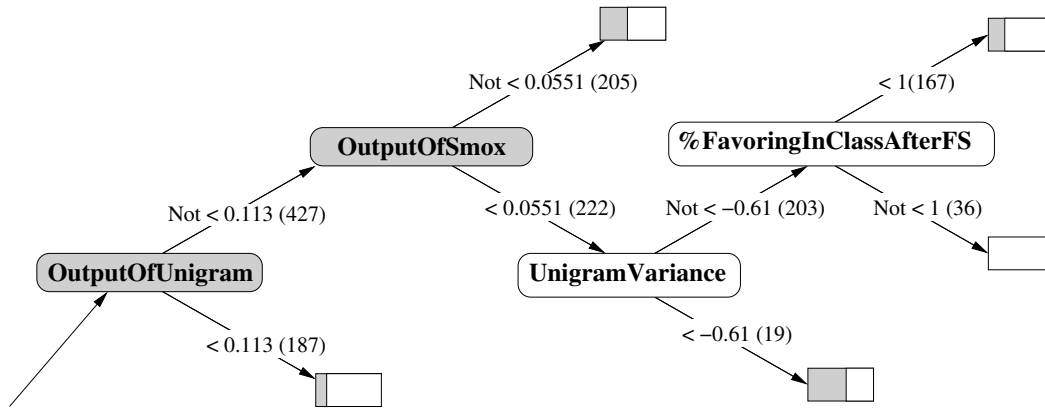 Not < 0.0551 (205)
< 1(167)
OutputOfSmox
%FavoringInClassAfterFS
Not < 0.113 (427)
< 0.0551 (222)
Not < −0.61 (203)
Not < 1 (36)
OutputOfUnigram
UnigramVariance
< 0.113 (187)
< −0.61 (19)